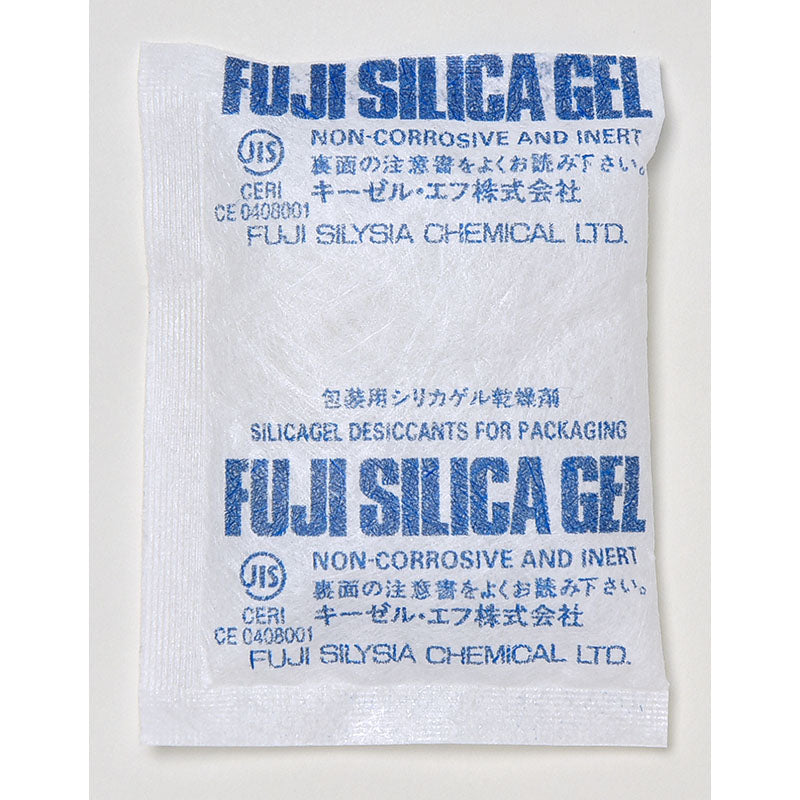 FUJI SILICA GEL
NON-CORROSIVE AND INERT
JIS
裏面の注意書をよくお読み下さい。
CERI
キーゼル・エフ株式会社
CE 0408001
FUJI SILYSIA CHEMICAL LTD.
包装用シリカゲル乾燥剤
SILICAGEL DESICCANTS FOR PACKAGING
FUJI SILICA GEL
NON-CORROSIVE AND INERT
JIS
裏面の注意書をよくお読み下さい。
CERI
キーゼル・エフ株式会社
CE 0408001
FUJI SILYSIA CHEMICAL LTD.